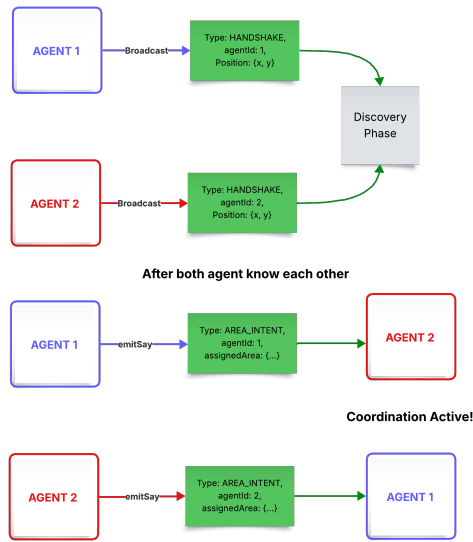 AGENT 1
Broadcast
Type: HANDSHAKE,
agentId: 1,
Position: {x, y}
Discovery
Phase
AGENT 2
Broadcast
Type: HANDSHAKE,
agentId: 2,
Position: {x, y}
After both agent know each other
AGENT 1
emitSay
Type: AREA_INTENT,
agentId: 1,
assignedArea: {...}
AGENT 2
Coordination Active!
AGENT 2
emitSay
Type: AREA_INTENT,
agentId: 2,
assignedArea: {...}
AGENT 1